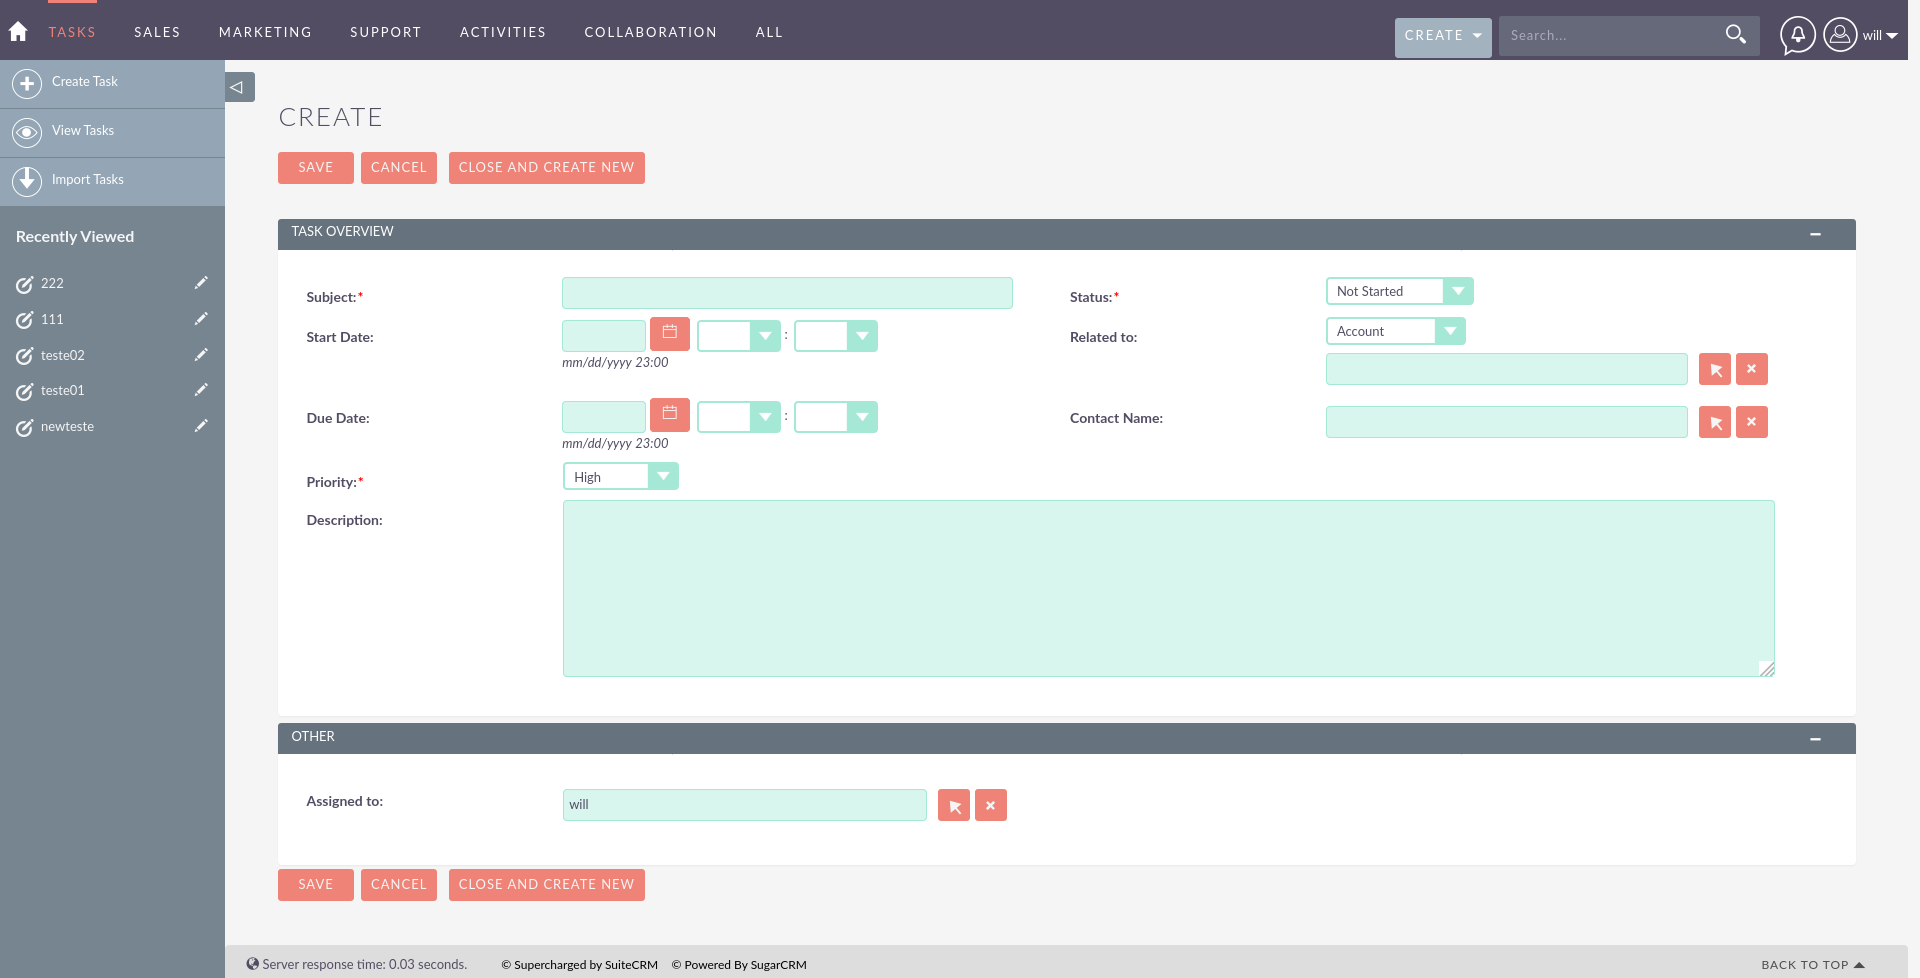 TASKS SALES MARKETING SUPPORT ACTIVITIES COLLABORATION ALL CREATE Search... will
Create Task
View Tasks
Import Tasks
Recently Viewed
222
111
teste02
teste01
newteste
CREATE
SAVE CANCEL CLOSE AND CREATE NEW
TASK OVERVIEW
Subject:* Status:* Not Started
Start Date: : Related to: Account
mm/dd/yyyy 23:00
Due Date: : Contact Name:
mm/dd/yyyy 23:00
Priority:* High
Description:
OTHER
Assigned to: will
SAVE CANCEL CLOSE AND CREATE NEW
Server response time: 0.03 seconds. © Supercharged by SuiteCRM © Powered By SugarCRM BACK TO TOP